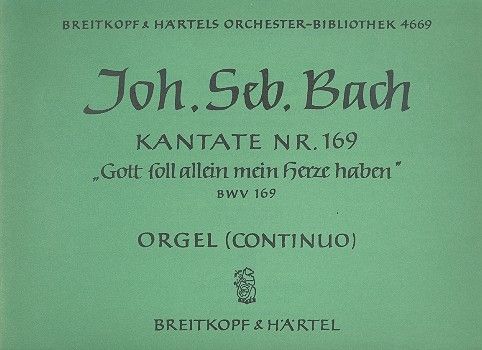 BREITKOPF & HÄRTELS ORCHESTER-BIBLIOTHEK 4669
Joh. Seb. Bach
KANTATE NR. 169
„Gott soll allein mein Herze haben"
BWV 169
ORGEL (CONTINUO)
BREITKOPF & HÄRTEL